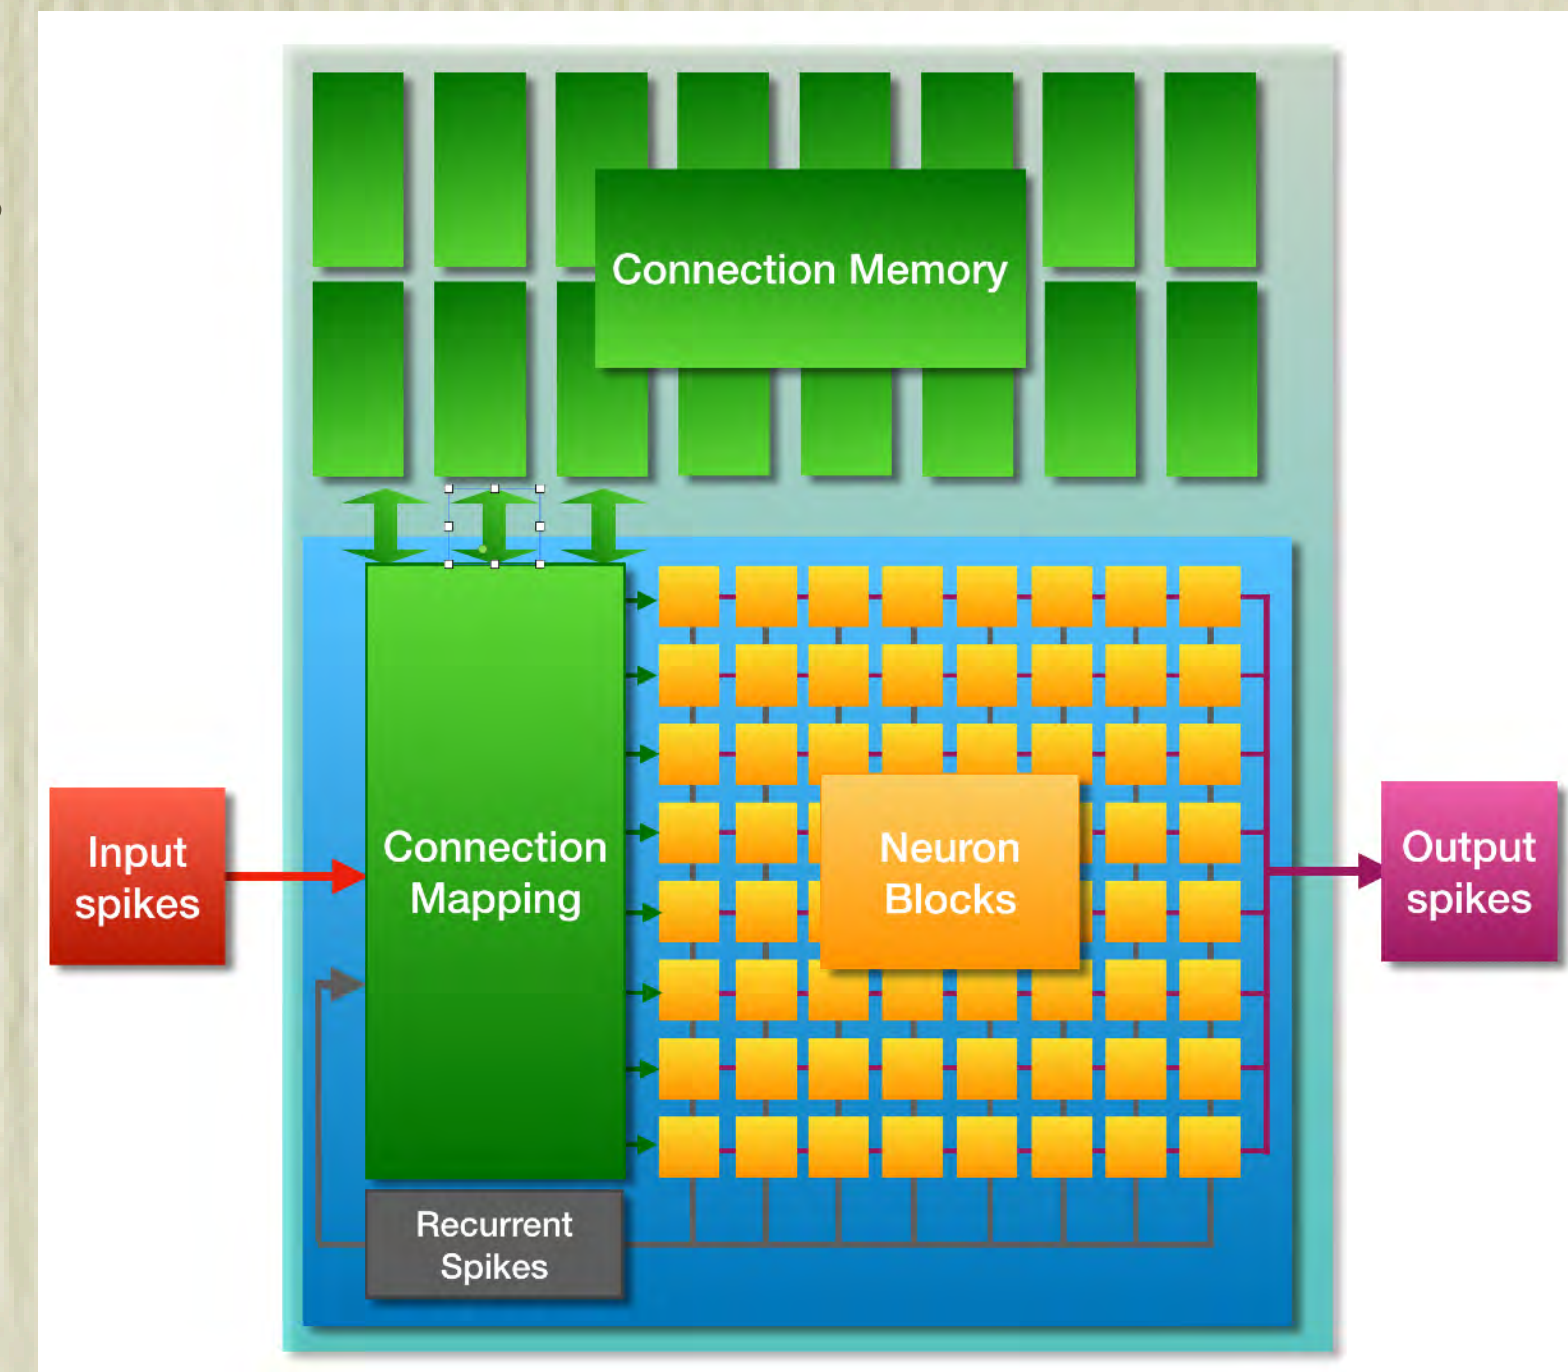 Connection Memory
Input
spikes
Connection
Mapping
Neuron
Blocks
Output
spikes
Recurrent
Spikes